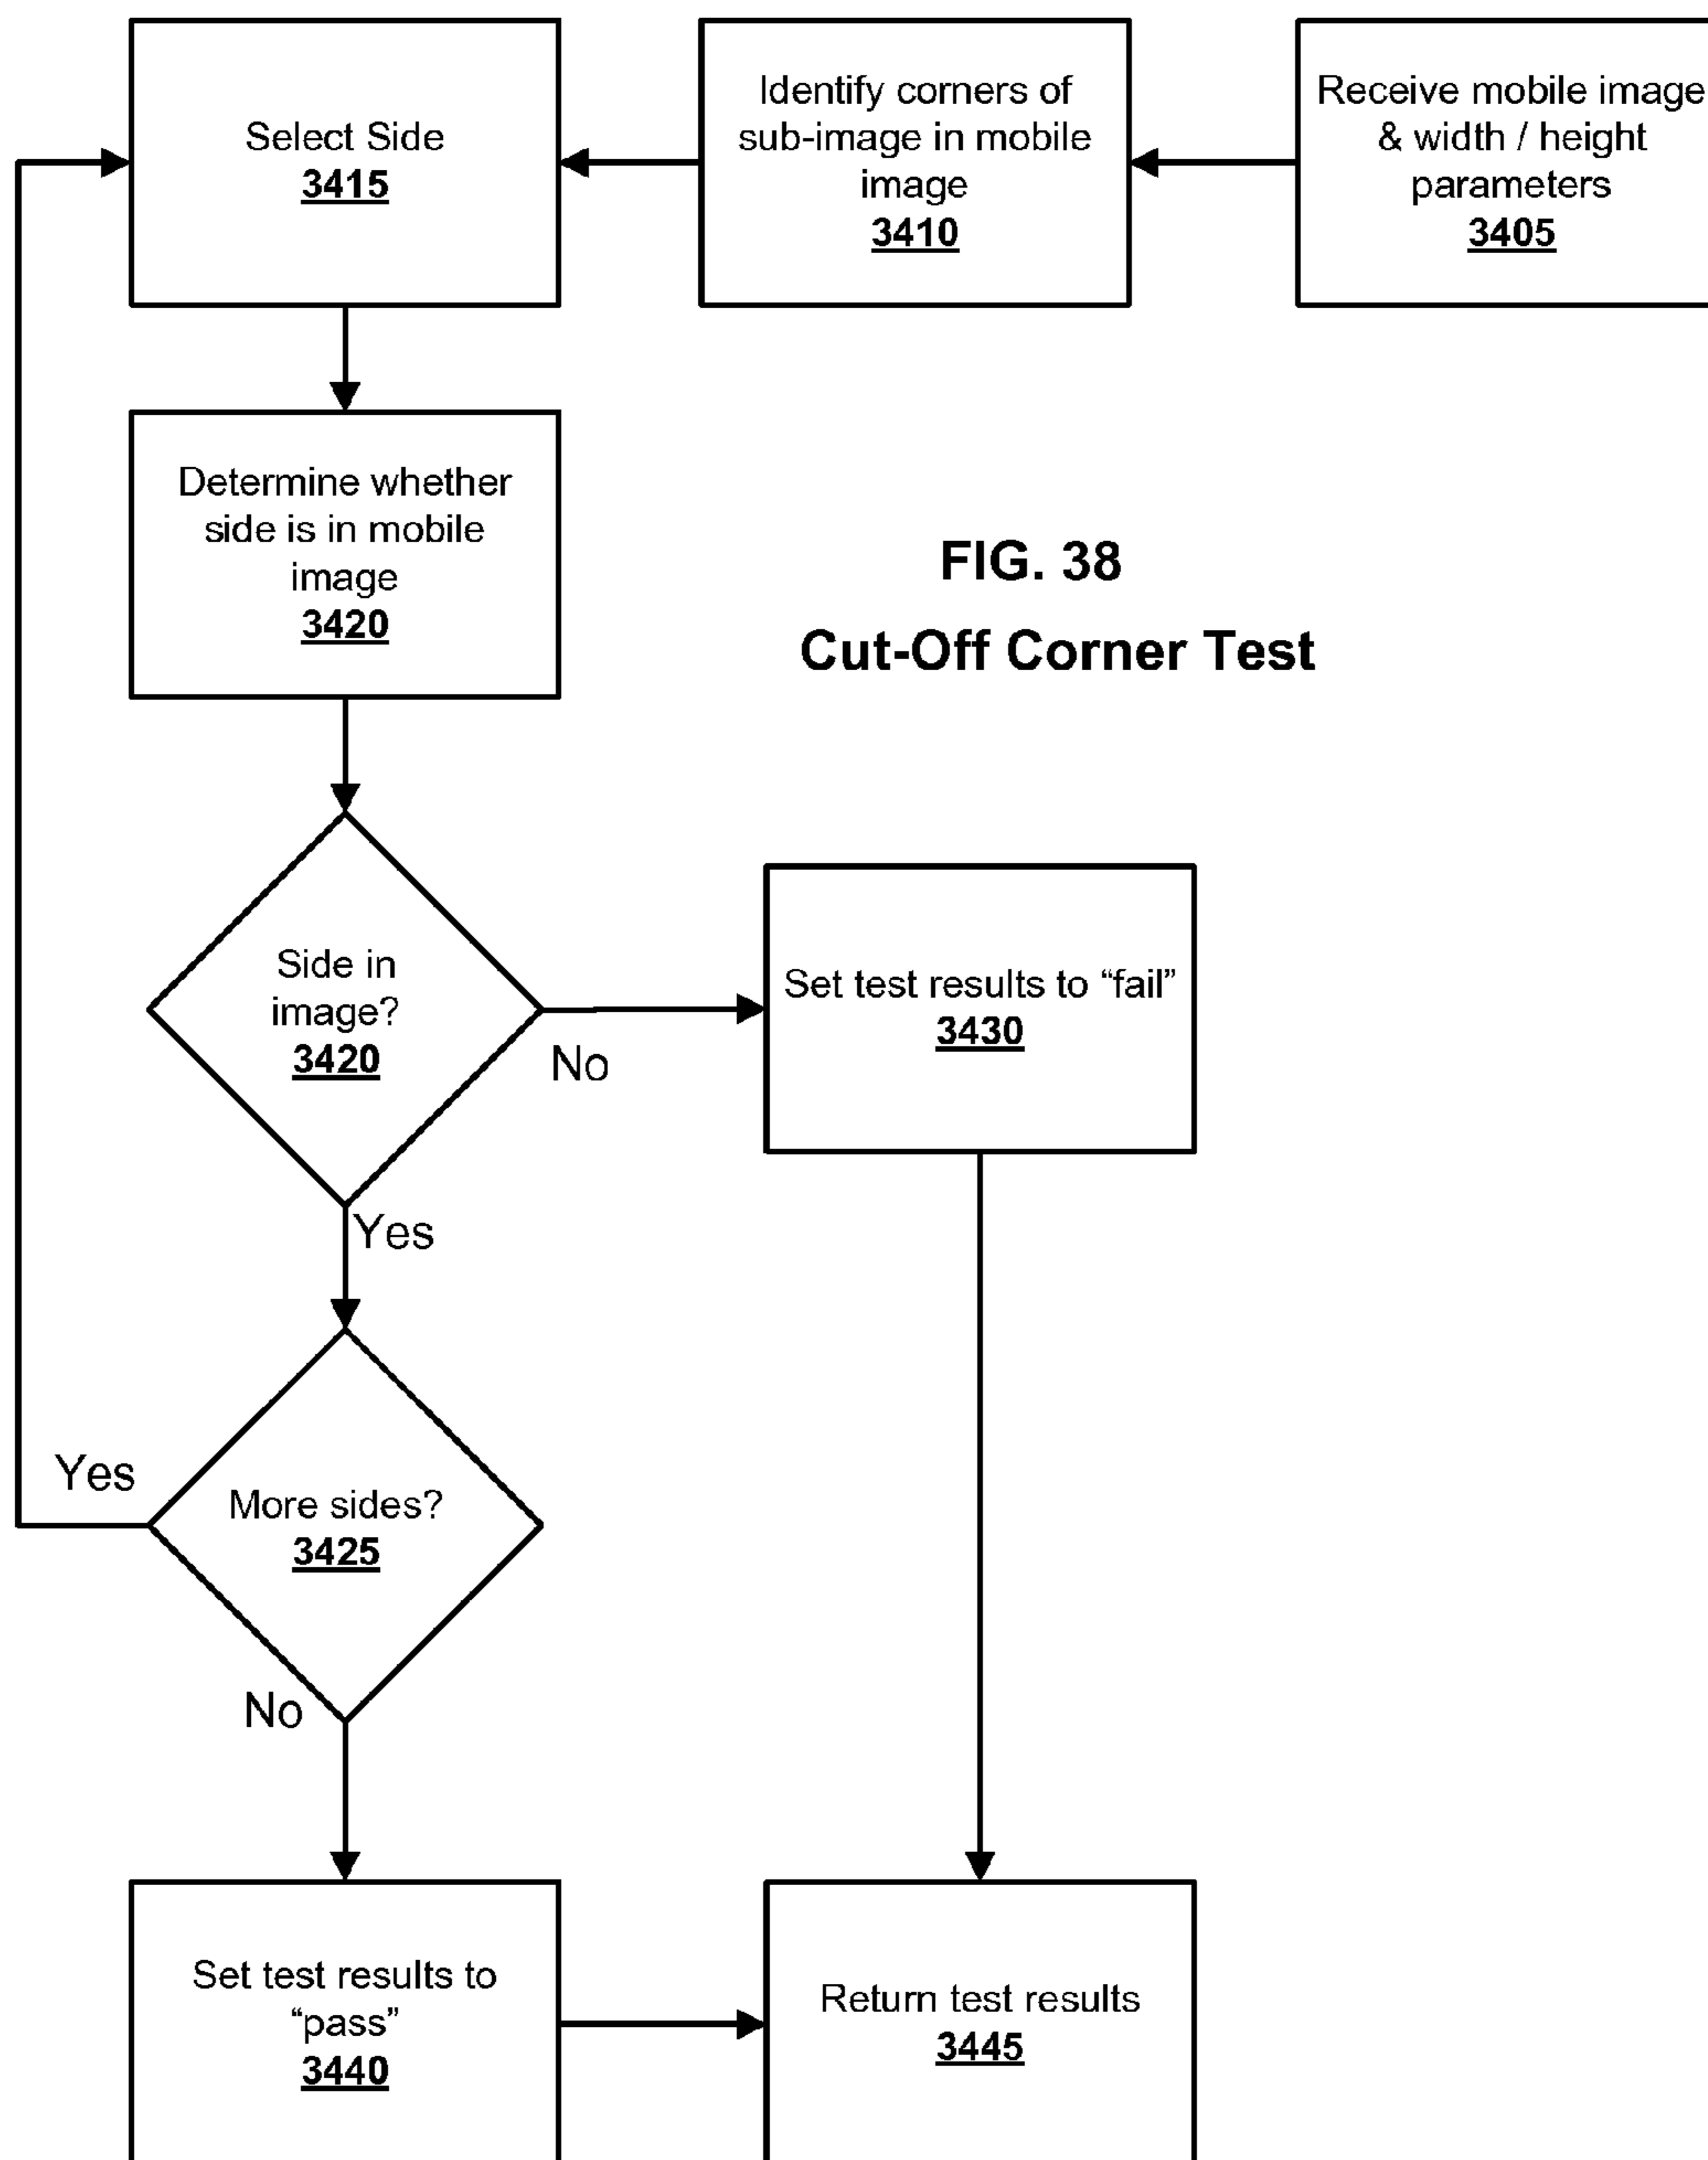 Select Side
3415
Identify corners of
sub-image in mobile
image
3410
Receive mobile image
& width / height
parameters
3405
Determine whether
side is in mobile
image
3420
FIG. 38
Cut-Off Corner Test
Side in
image?
3420
No
Set test results to “fail”
3430
Yes
Yes
More sides?
3425
No
Set test results to
“pass”
3440
Return test results
3445